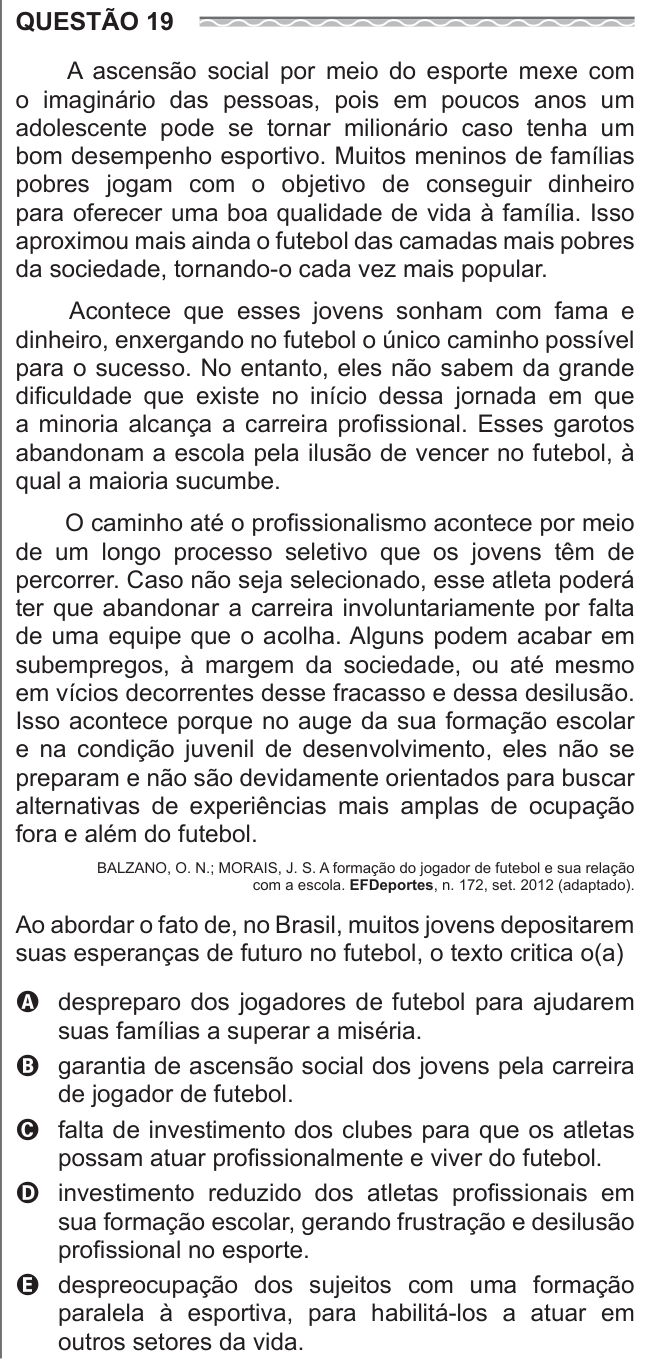 QUESTÃO 19
A ascensão social por meio do esporte mexe com
o imaginário das pessoas, pois em poucos anos um
adolescente pode se tornar milionário caso tenha um
bom desempenho esportivo. Muitos meninos de famílias
pobres jogam com o objetivo de conseguir dinheiro
para oferecer uma boa qualidade de vida à família. Isso
aproximou mais ainda o futebol das camadas mais pobres
da sociedade, tornando-o cada vez mais popular.
Acontece que esses jovens sonham com fama e
dinheiro, enxergando no futebol o único caminho possível
para o sucesso. No entanto, eles não sabem da grande
dificuldade que existe no início dessa jornada em que
a minoria alcança a carreira profissional. Esses garotos
abandonam a escola pela ilusão de vencer no futebol, à
qual a maioria sucumbe.
O caminho até o profissionalismo acontece por meio
de um longo processo seletivo que os jovens têm de
percorrer. Caso não seja selecionado, esse atleta poderá
ter que abandonar a carreira involuntariamente por falta
de uma equipe que o acolha. Alguns podem acabar em
subempregos, à margem da sociedade, ou até mesmo
em vícios decorrentes desse fracasso e dessa desilusão.
Isso acontece porque no auge da sua formação escolar
e na condição juvenil de desenvolvimento, eles não se
preparam e não são devidamente orientados para buscar
alternativas de experiências mais amplas de ocupação
fora e além do futebol.
BALZANO, O. N.; MORAIS, J. S. A formação do jogador de futebol e sua relação
com a escola. EFDeportes, n. 172, set. 2012 (adaptado).
Ao abordar o fato de, no Brasil, muitos jovens depositarem
suas esperanças de futuro no futebol, o texto critica o(a)
A despreparo dos jogadores de futebol para ajudarem
suas famílias a superar a miséria.
B garantia de ascensão social dos jovens pela carreira
de jogador de futebol.
C falta de investimento dos clubes para que os atletas
possam atuar profissionalmente e viver do futebol.
D investimento reduzido dos atletas profissionais em
sua formação escolar, gerando frustração e desilusão
profissional no esporte.
E despreocupação dos sujeitos com uma formação
paralela à esportiva, para habilitá-los a atuar em
outros setores da vida.